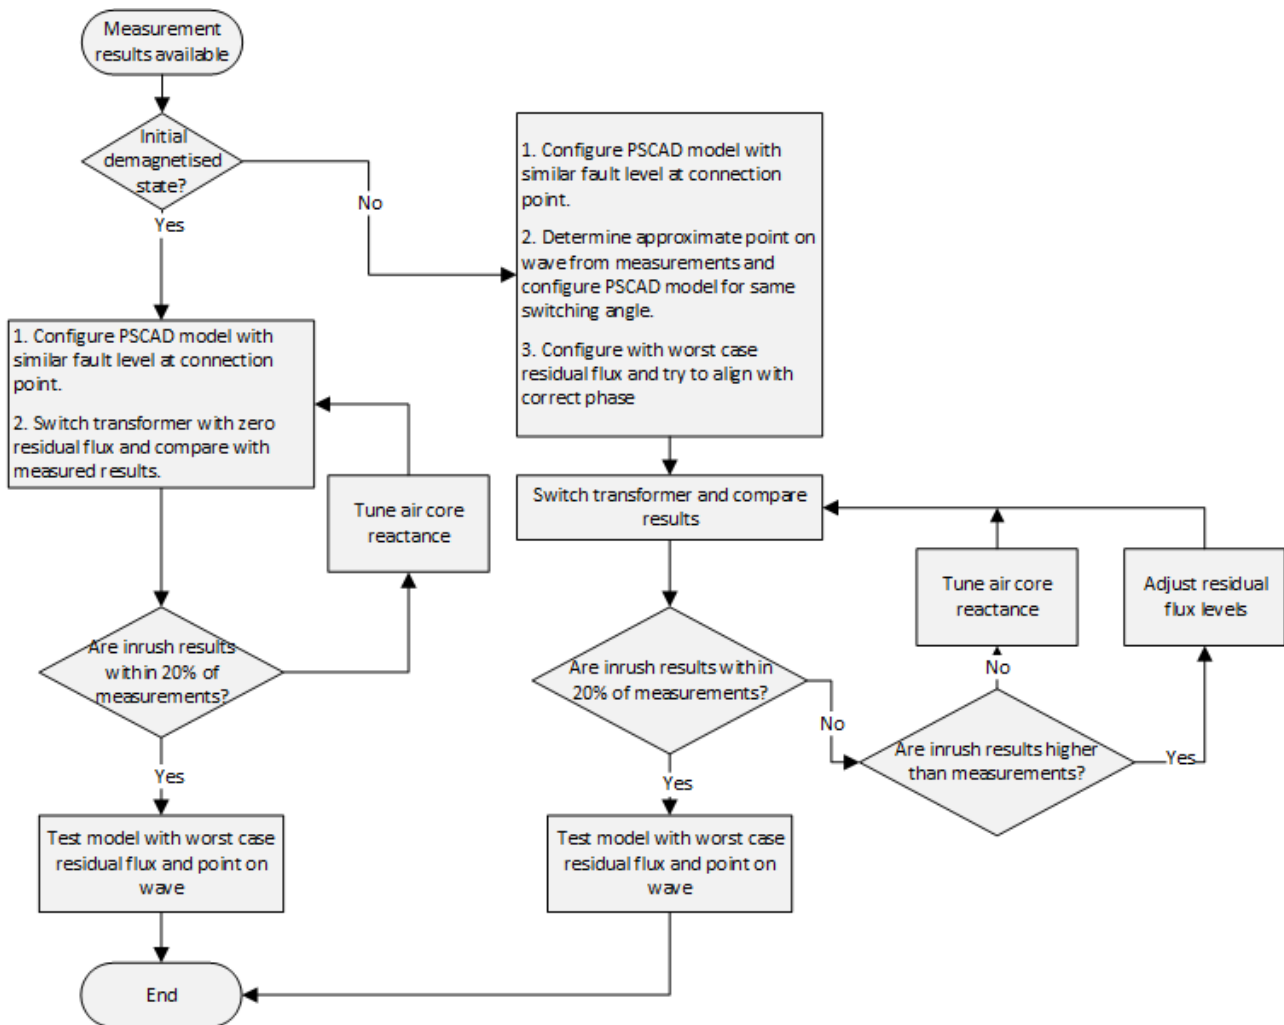 Measurement
results available
Initial
demagnetised
state?
No
Yes
1. Configure PSCAD model with
similar fault level at connection
point.
2. Determine approximate point on
wave from measurements and
configure PSCAD model for same
switching angle.
3. Configure with worst case
residual flux and try to align with
correct phase
1. Configure PSCAD model with
similar fault level at connection
point.
2. Switch transformer with zero
residual flux and compare with
measured results.
Tune air core
reactance
Switch transformer and compare
results
Tune air core
reactance
Adjust residual
flux levels
Are inrush results
within 20% of
measurements?
Are inrush results within
20% of measurements?
No
No
Are inrush results higher
than measurements?
Yes
Yes
Yes
Test model with worst case
residual flux and point on
wave
Test model with worst case
residual flux and point on
wave
End